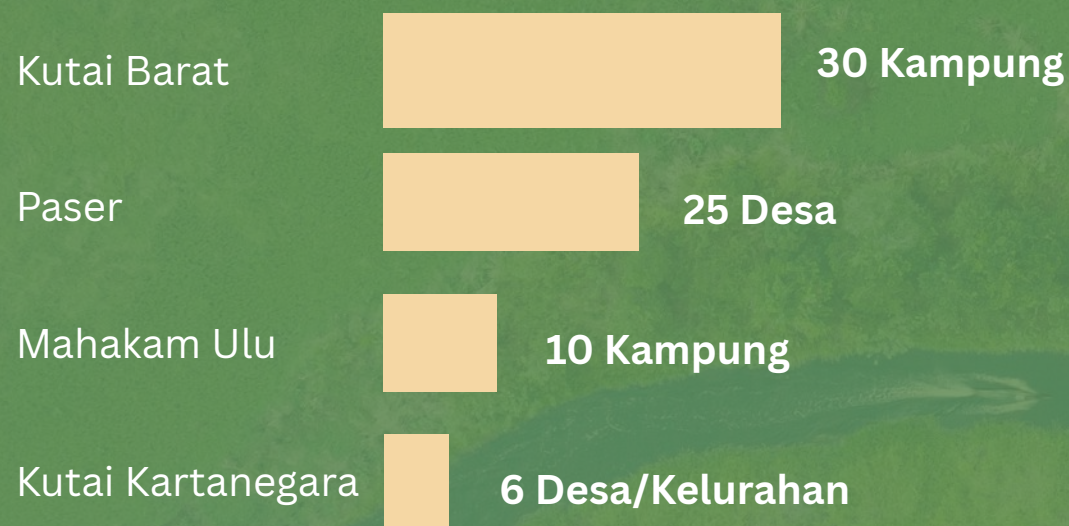 Kutai Barat 30 Kampung
Paser 25 Desa
Mahakam Ulu 10 Kampung
Kutai Kartanegara 6 Desa/Kelurahan